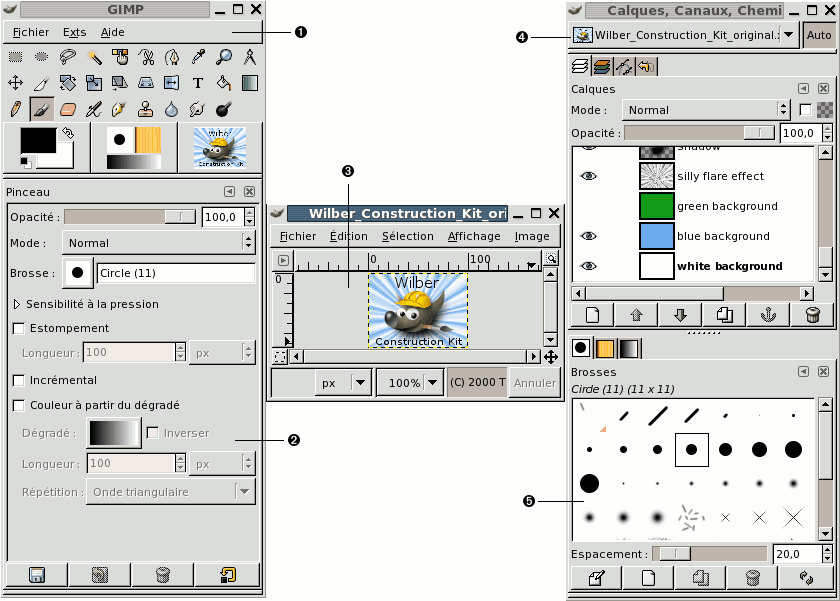 GIMP
Fichier Exts Aide
❶
Wilber
Construction Kit
Pinceau
Opacité : 100,0
Mode : Normal
Brosse : Circle (11)
Sensibilité à la pression
Estompement
Longueur : 100 px
Incrémental
Couleur à partir du dégradé
Dégradé : Inverser
❷
Longueur : 100 px
Répétition : Onde triangulaire
❸
Wilber_Construction_Kit_ori
Fichier Édition Sélection Affichage Image
0 100
0
Wilber
Construction Kit
px 100% (C) 2000 T Annuler
Calques, Canaux, Chemi
❹
Wilber_Construction_Kit_original.x Auto
Calques
Mode : Normal
Opacité : 100,0
shadow
silly flare effect
green background
blue background
white background
Brosses
Circle (11) (11 x 11)
❺
Espacement : 20,0